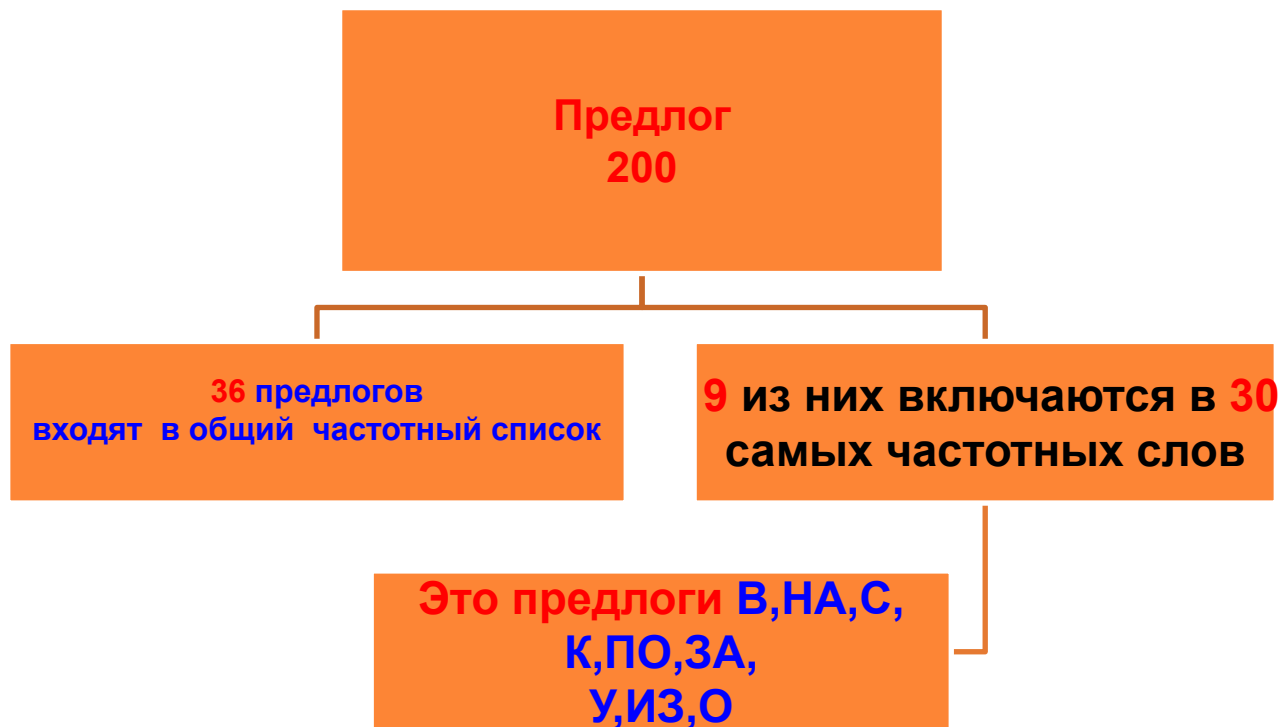 Предлог
200
36 предлогов
входят в общий частотный список
9 из них включаются в 30
самых частотных слов
Это предлоги В,НА,С,
К,ПО,ЗА,
У,ИЗ,О